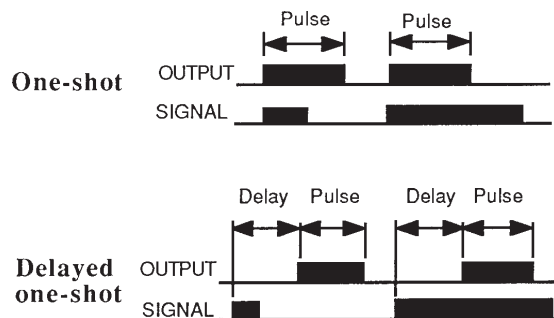 Pulse Pulse
One-shot
OUTPUT
SIGNAL
Delay Pulse Delay Pulse
Delayed
one-shot
OUTPUT
SIGNAL